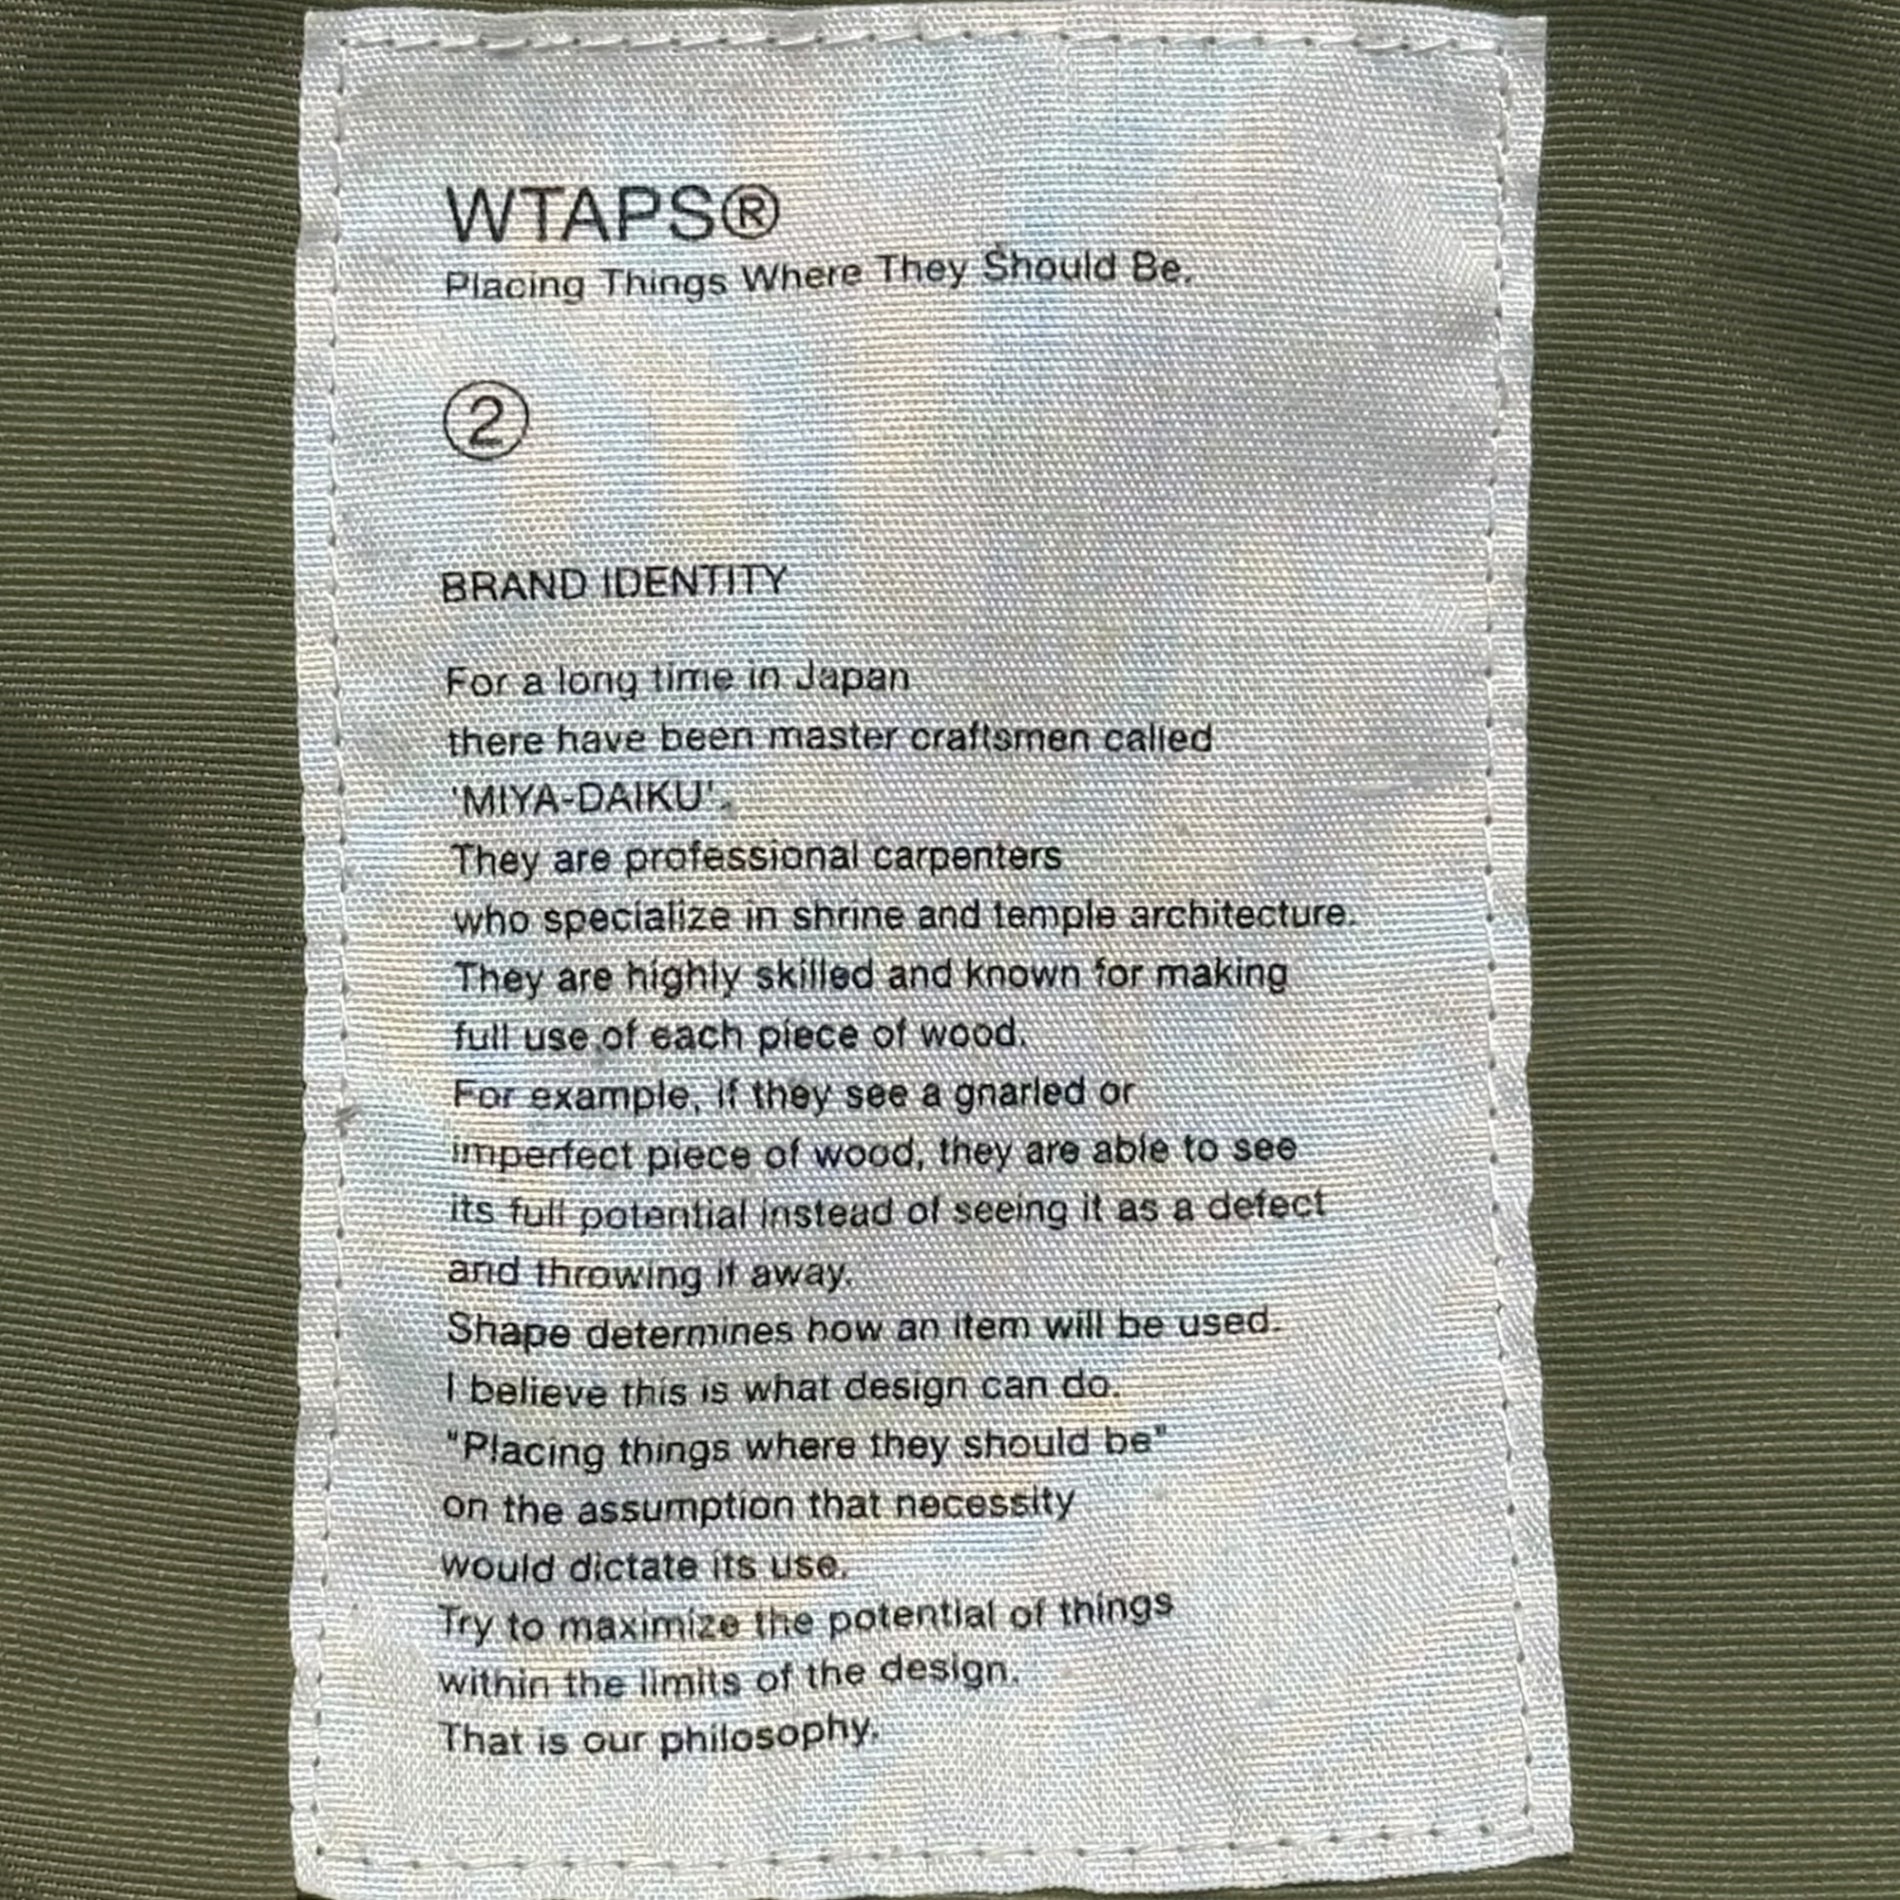 WTAPS®
Placing Things Where They Should Be.
②
BRAND IDENTITY
For a long time in Japan
there have been master craftsmen called
'MIYA-DAIKU'.
They are professional carpenters
who specialize in shrine and temple architecture.
They are highly skilled and known for making
full use of each piece of wood.
For example, if they see a gnarled or
imperfect piece of wood, they are able to see
its full potential instead of seeing it as a defect
and throwing it away.
Shape determines how an item will be used.
I believe this is what design can do.
"Placing things where they should be"
on the assumption that necessity
would dictate its use.
Try to maximize the potential of things
within the limits of the design.
That is our philosophy.